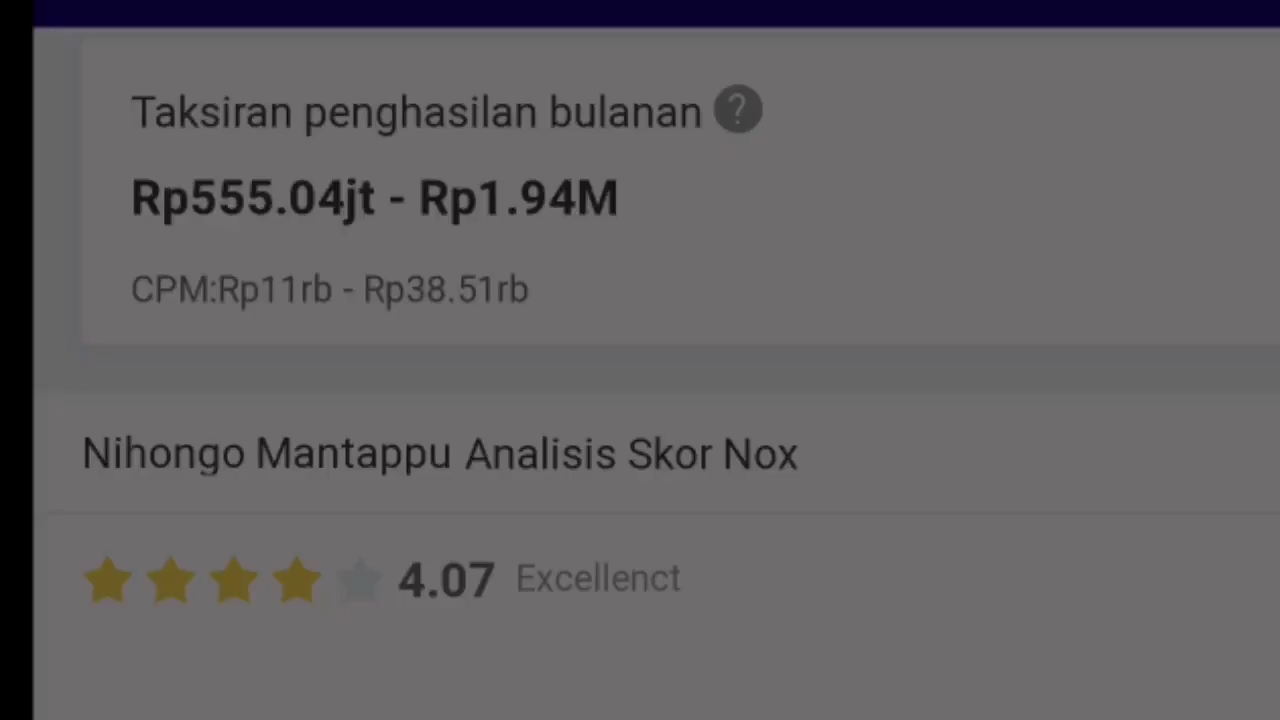 Taksiran penghasilan bulanan ?
Rp555.04jt - Rp1.94M
CPM:Rp11rb - Rp38.51rb
Nihongo Mantappu Analisis Skor Nox
4.07 Excellenct